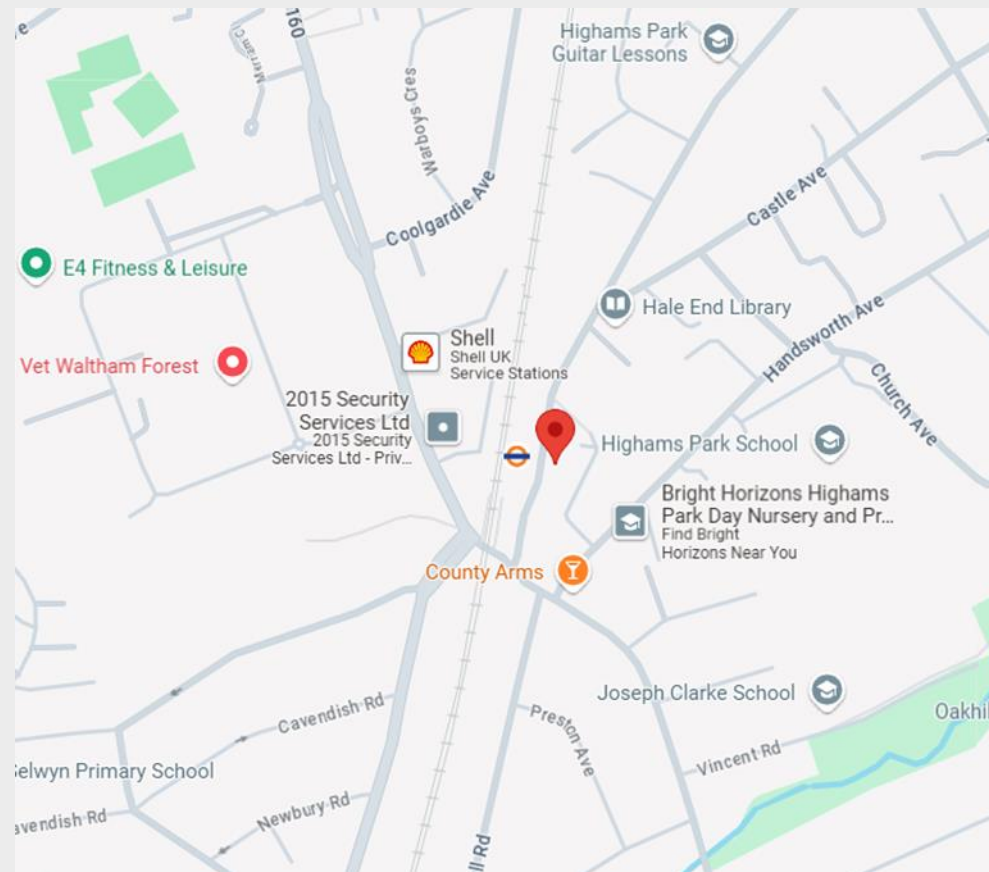 A160
Merriam Cl
Warboys Cres
Highams Park
Guitar Lessons
Coolgardie Ave
Castle Ave
E4 Fitness & Leisure
Hale End Library
Handsworth Ave
Shell
Shell UK
Service Stations
Vet Waltham Forest
Church Ave
2015 Security
Services Ltd
2015 Security
Services Ltd - Priv...
Highams Park School
Bright Horizons Highams
Park Day Nursery and Pr...
Find Bright
Horizons Near You
County Arms
Joseph Clarke School
Cavendish Rd
Preston Ave
Oakhil
Vincent Rd
Selwyn Primary School
avendish Rd
Newbury Rd
ll Rd